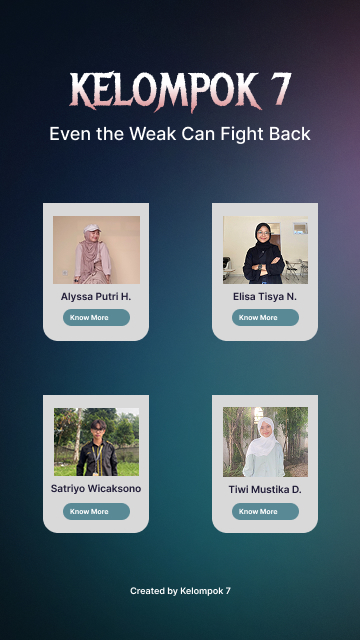 KELOMPOK 7
Even the Weak Can Fight Back
Alyssa Putri H.
Know More
Elisa Tisya N.
Know More
Satriyo Wicaksono
Know More
Tiwi Mustika D.
Know More
Created by Kelompok 7